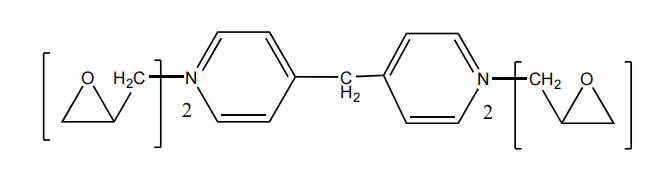 O H₂C N C H₂ N CH₂ O
2 2